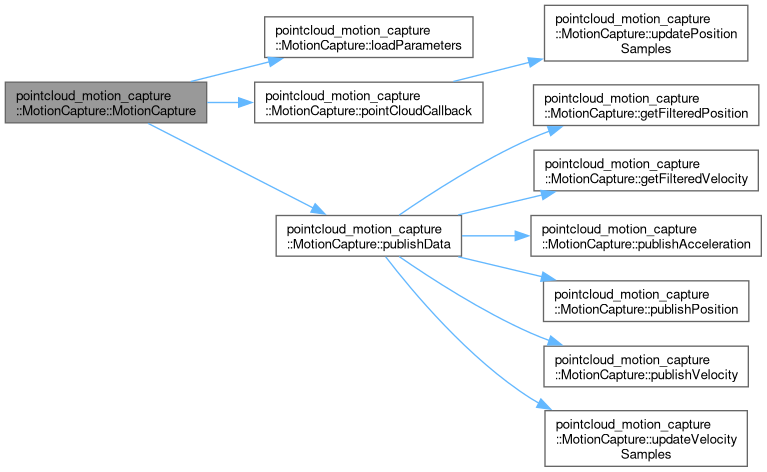 pointcloud_motion_capture
::MotionCapture::MotionCapture
pointcloud_motion_capture
::MotionCapture::loadParameters
pointcloud_motion_capture
::MotionCapture::pointCloudCallback
pointcloud_motion_capture
::MotionCapture::updatePosition
Samples
pointcloud_motion_capture
::MotionCapture::publishData
pointcloud_motion_capture
::MotionCapture::getFilteredPosition
pointcloud_motion_capture
::MotionCapture::getFilteredVelocity
pointcloud_motion_capture
::MotionCapture::publishAcceleration
pointcloud_motion_capture
::MotionCapture::publishPosition
pointcloud_motion_capture
::MotionCapture::publishVelocity
pointcloud_motion_capture
::MotionCapture::updateVelocity
Samples